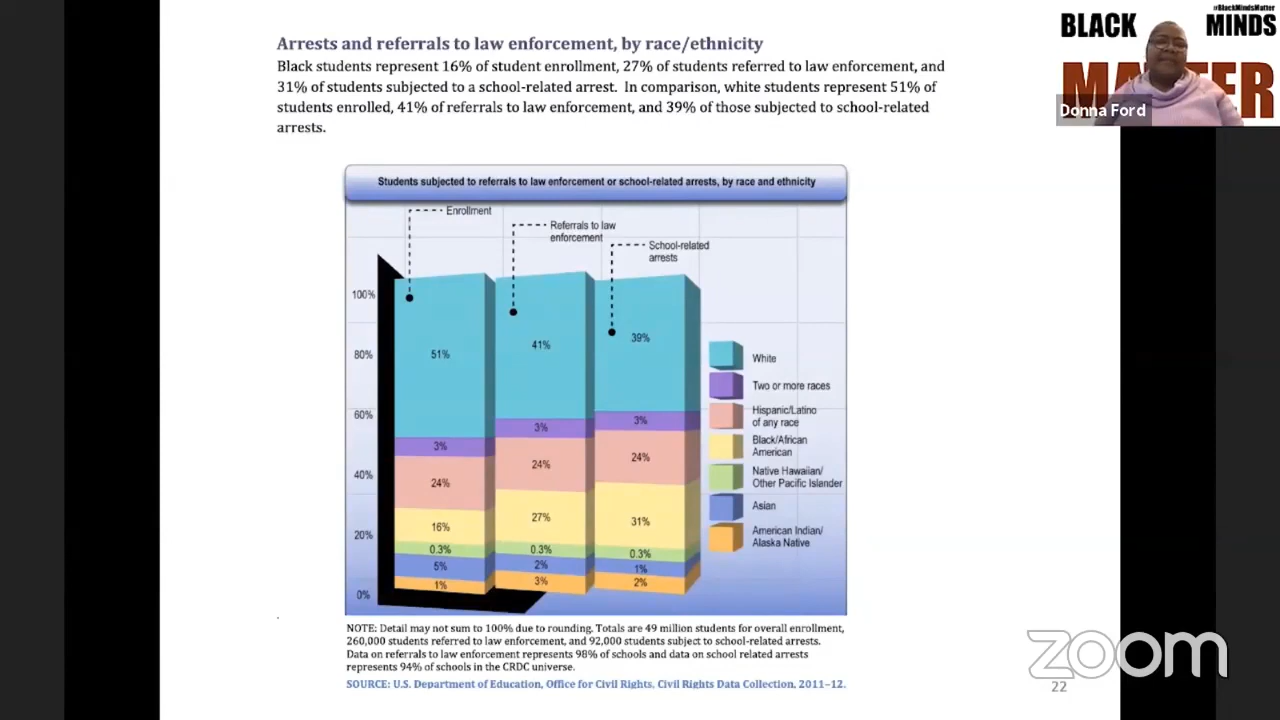 Arrests and referrals to law enforcement, by race/ethnicity
Black students represent 16% of student enrollment, 27% of students referred to law enforcement, and
31% of students subjected to a school-related arrest.  In comparison, white students represent 51% of
students enrolled, 41% of referrals to law enforcement, and 39% of those subjected to school-related
arrests.
#BlackMindsMatter
BLACK MINDS
MATTER
Donna Ford
Students subjected to referrals to law enforcement or school-related arrests, by race and ethnicity
Enrollment
Referrals to law
enforcement
School-related
arrests
100%
80%
60%
40%
20%
0%
51%
3%
24%
16%
0.3%
5%
1%
41%
3%
24%
27%
0.3%
2%
3%
39%
3%
24%
31%
0.3%
1%
2%
White
Two or more races
Hispanic/Latino
of any race
Black/African
American
Native Hawaiian/
Other Pacific Islander
Asian
American Indian/
Alaska Native
NOTE: Detail may not sum to 100% due to rounding. Totals are 49 million students for overall enrollment,
260,000 students referred to law enforcement, and 92,000 students subject to school-related arrests.
Data on referrals to law enforcement represents 98% of schools and data on school related arrests
represents 94% of schools in the CRDC universe.
SOURCE: U.S. Department of Education, Office for Civil Rights, Civil Rights Data Collection, 2011–12.
zoom
22